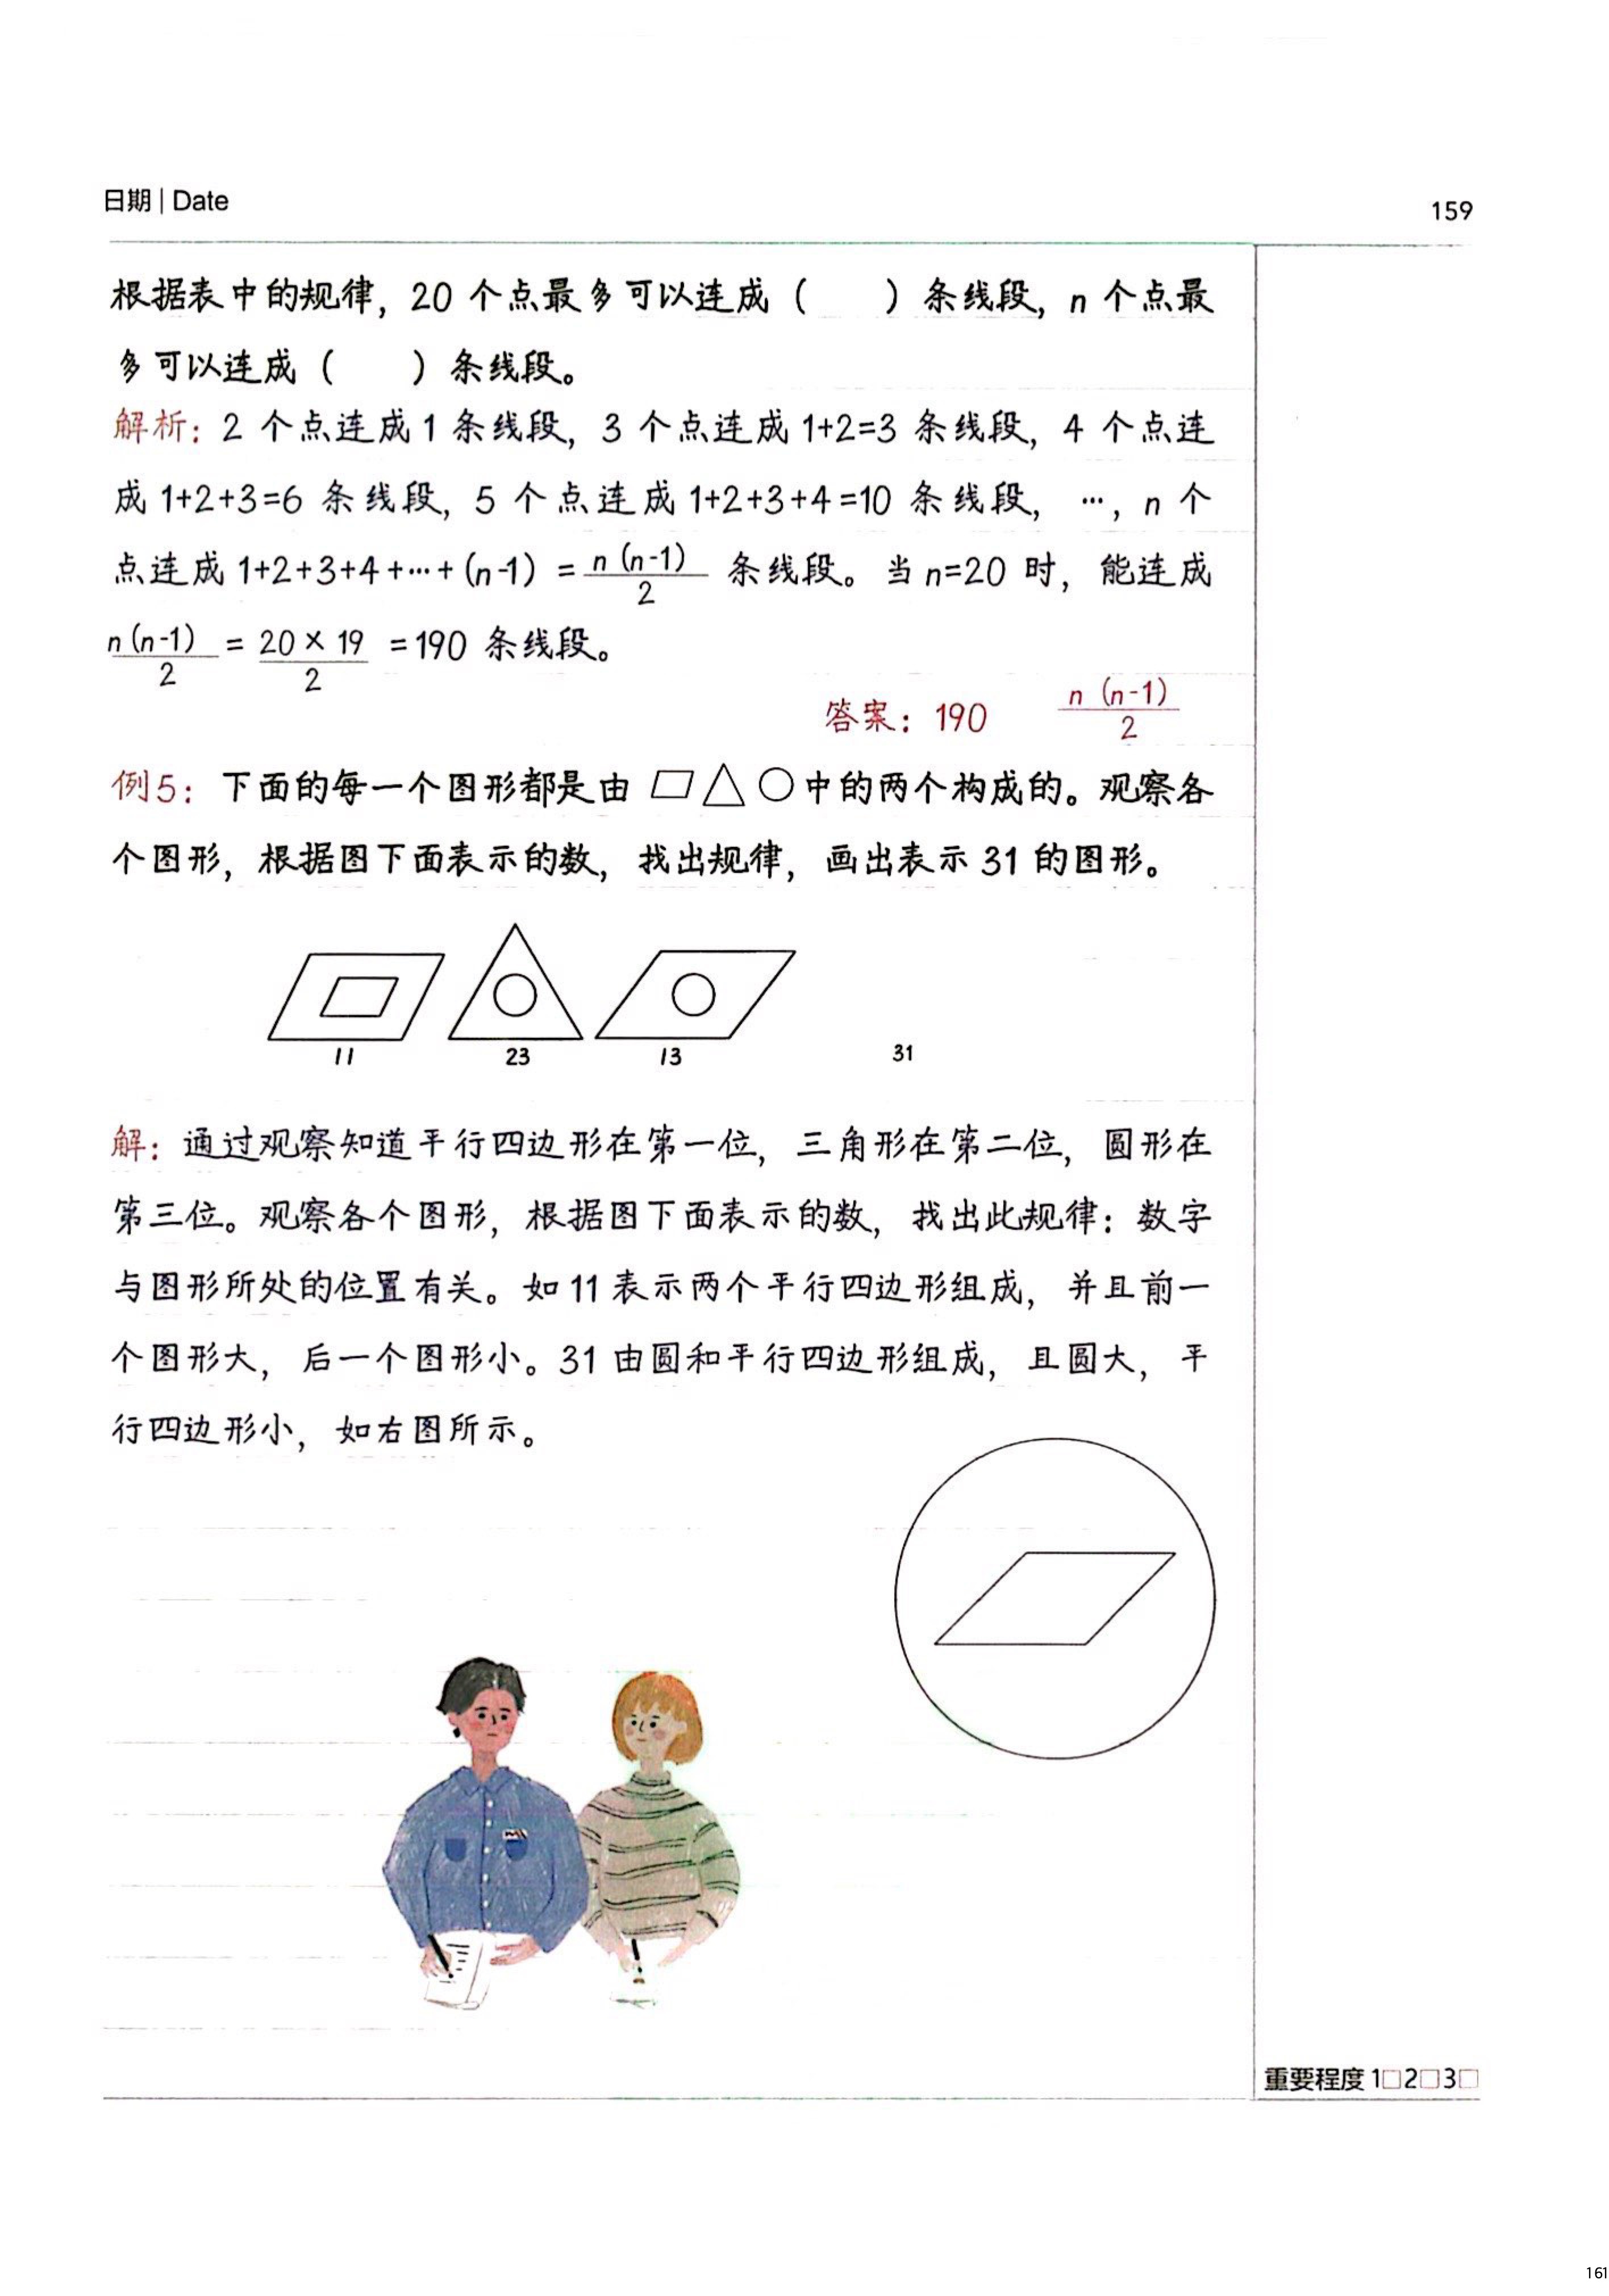 日期 | Date
159
根据表中的规律，20 个点最多可以连成（　　）条线段，n 个点最
多可以连成（　　）条线段。
解析：2 个点连成 1 条线段，3 个点连成 1+2=3 条线段，4 个点连
成 1+2+3=6 条线段，5 个点连成 1+2+3+4=10 条线段，…，n 个
点连成 1+2+3+4+…+(n-1) = n(n-1)/2 条线段。当 n=20 时，能连成
n(n-1)/2 = 20×19/2 =190 条线段。
答案：190　n(n-1)/2
例5：下面的每一个图形都是由 ▱△○中的两个构成的。观察各
个图形，根据图下面表示的数，找出规律，画出表示 31 的图形。
11 23 13 31
解：通过观察知道平行四边形在第一位，三角形在第二位，圆形在
第三位。观察各个图形，根据图下面表示的数，找出此规律：数字
与图形所处的位置有关。如 11 表示两个平行四边形组成，并且前一
个图形大，后一个图形小。31 由圆和平行四边形组成，且圆大，平
行四边形小，如右图所示。
重要程度 1□2□3□
161